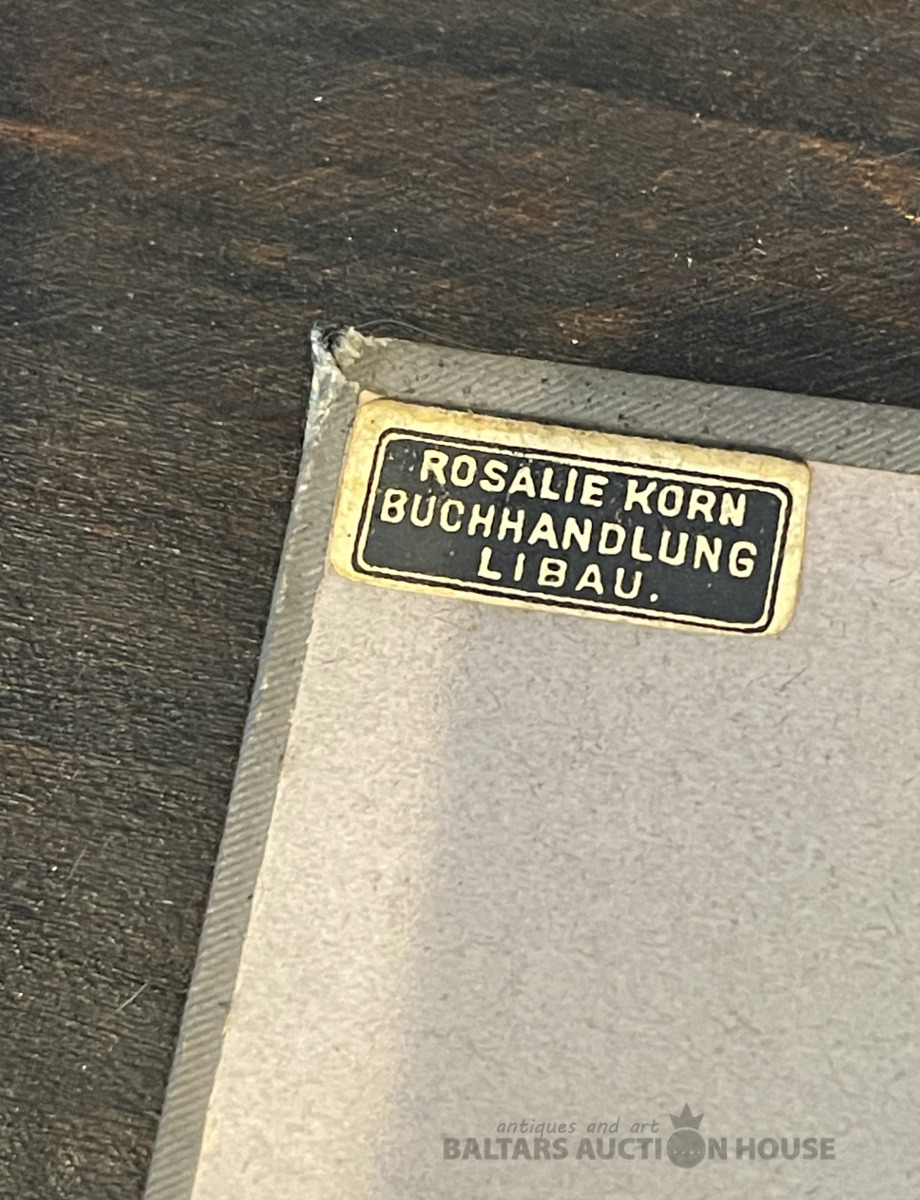 ROSALIE KORN
BUCHHANDLUNG
LIBAU.
antiques and art
BALTARS AUCTION HOUSE